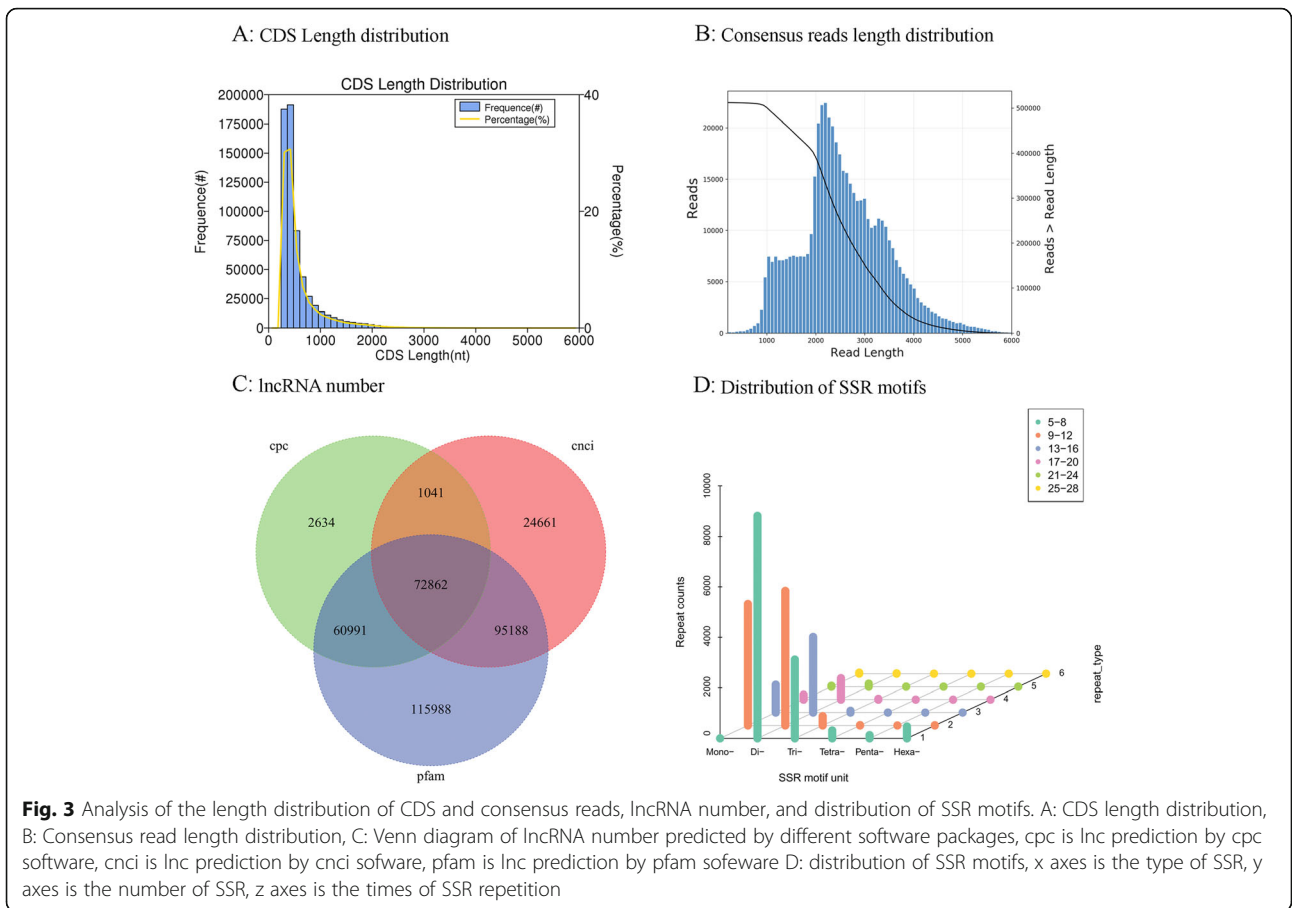 A: CDS Length distribution
CDS Length Distribution
200000
175000
150000
125000
100000
75000
50000
25000
0
Frequence(#)
Frequence(#)
Percentage(%)
40
20
0
Percentage(%)
0
1000
2000
3000
4000
5000
6000
CDS Length(nt)
B: Consensus reads length distribution
20000
15000
10000
5000
0
Reads
500000
400000
300000
200000
100000
0
Reads > Read Length
1000
2000
3000
4000
5000
6000
Read Length
C: lncRNA number
cpc
cnci
1041
2634
24661
72862
60991
95188
115988
pfam
D: Distribution of SSR motifs
5−8
9−12
13−16
17−20
21−24
25−28
10000
8000
6000
4000
2000
0
Repeat counts
Mono−
Di−
Tri−
Tetra−
Penta−
Hexa−
SSR motif unit
1
2
3
4
5
6
repeat_type
Fig. 3 Analysis of the length distribution of CDS and consensus reads, lncRNA number, and distribution of SSR motifs. A: CDS length distribution,
B: Consensus read length distribution, C: Venn diagram of lncRNA number predicted by different software packages, cpc is lnc prediction by cpc
software, cnci is lnc prediction by cnci sofware, pfam is lnc prediction by pfam sofeware D: distribution of SSR motifs, x axes is the type of SSR, y
axes is the number of SSR, z axes is the times of SSR repetition